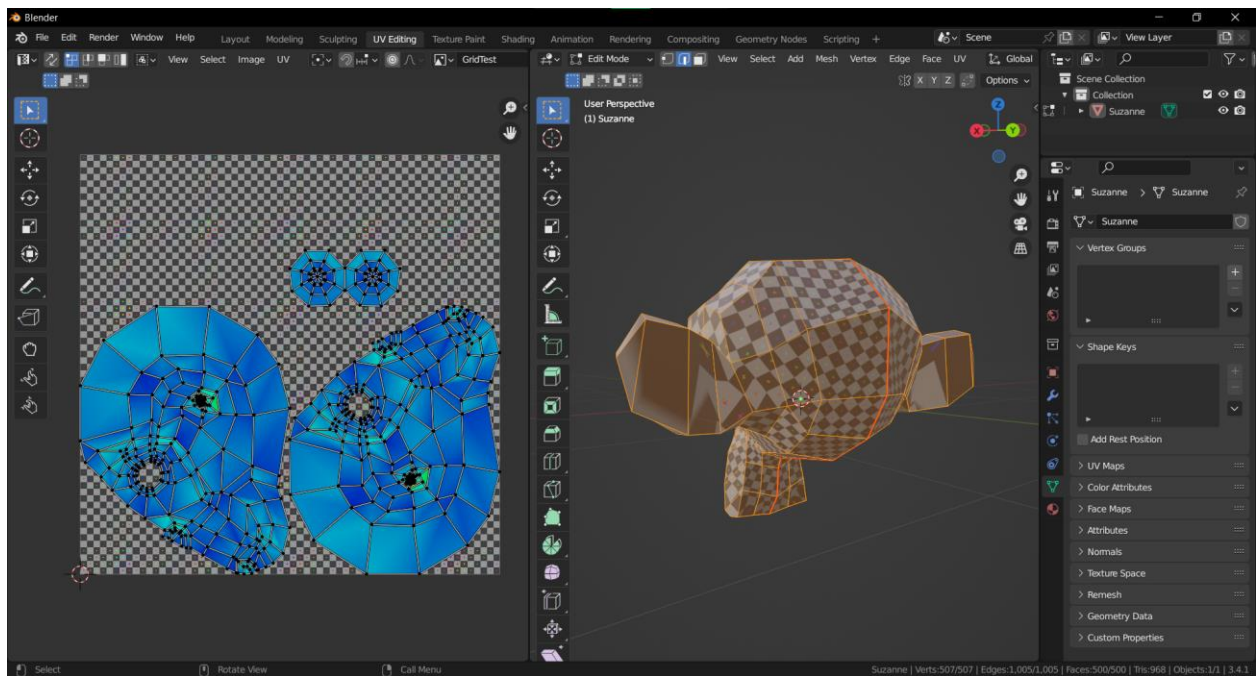 Blender
File Edit Render Window Help Layout Modeling Sculpting UV Editing Texture Paint Shading Animation Rendering Compositing Geometry Nodes Scripting + Scene View Layer
View Select Image UV GridTest
Edit Mode View Select Add Mesh Vertex Edge Face UV Global
X Y Z Options
User Perspective
(1) Suzanne
Z
X
Y
Scene Collection
Collection
Suzanne
Suzanne > Suzanne
Suzanne
Vertex Groups
Shape Keys
Add Rest Position
UV Maps
Color Attributes
Face Maps
Attributes
Normals
Texture Space
Remesh
Geometry Data
Custom Properties
Select Rotate View Call Menu Suzanne | Verts:507/507 | Edges:1,005/1,005 | Faces:500/500 | Tris:968 | Objects:1/1 | 3.4.1